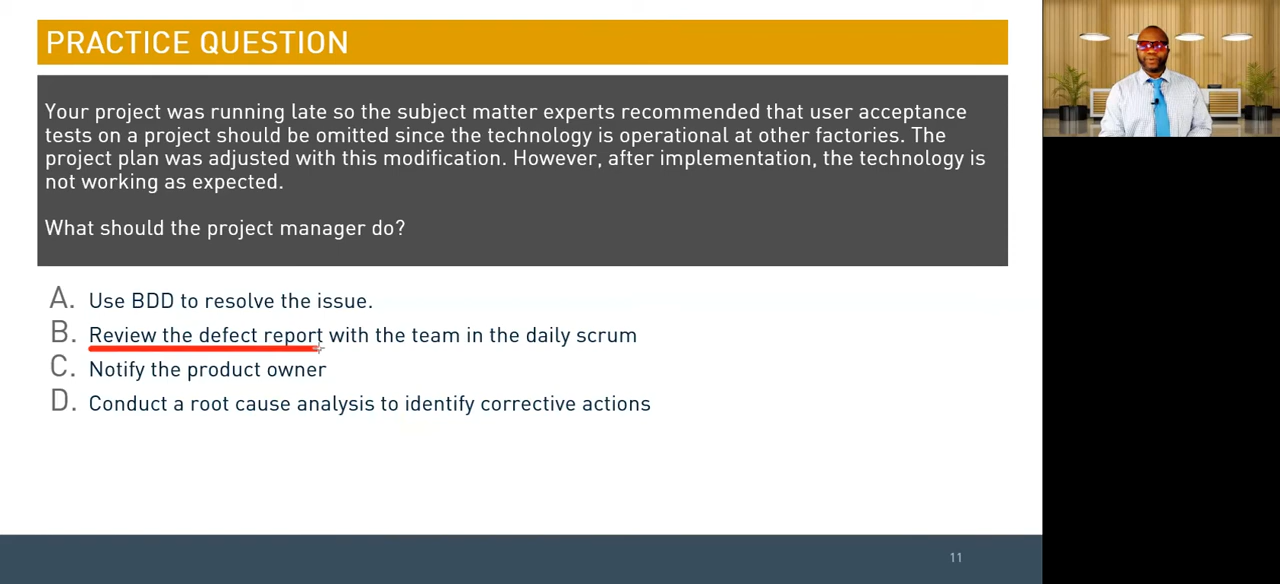 PRACTICE QUESTION
Your project was running late so the subject matter experts recommended that user acceptance
tests on a project should be omitted since the technology is operational at other factories. The
project plan was adjusted with this modification. However, after implementation, the technology is
not working as expected.
What should the project manager do?
A. Use BDD to resolve the issue.
B. Review the defect report with the team in the daily scrum
C. Notify the product owner
D. Conduct a root cause analysis to identify corrective actions
11